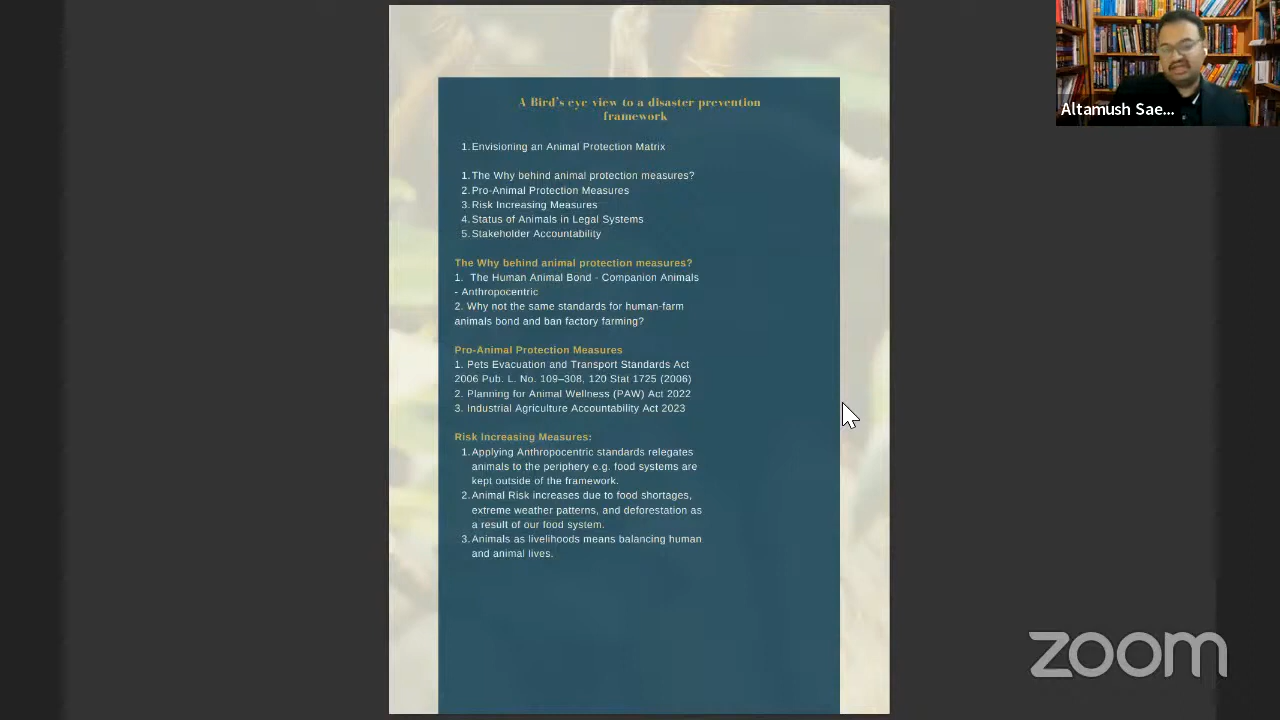 A Bird's eye view to a disaster prevention
framework
1. Envisioning an Animal Protection Matrix
1. The Why behind animal protection measures?
2. Pro-Animal Protection Measures
3. Risk Increasing Measures
4. Status of Animals in Legal Systems
5. Stakeholder Accountability
The Why behind animal protection measures?
1. The Human Animal Bond - Companion Animals
- Anthropocentric
2. Why not the same standards for human-farm
animals bond and ban factory farming?
Pro-Animal Protection Measures
1. Pets Evacuation and Transport Standards Act
2006 Pub. L. No. 109–308, 120 Stat 1725 (2006)
2. Planning for Animal Wellness (PAW) Act 2022
3. Industrial Agriculture Accountability Act 2023
Risk Increasing Measures:
1. Applying Anthropocentric standards relegates
animals to the periphery e.g. food systems are
kept outside of the framework.
2. Animal Risk increases due to food shortages,
extreme weather patterns, and deforestation as
a result of our food system.
3. Animals as livelihoods means balancing human
and animal lives.
Altamush Sae...
zoom